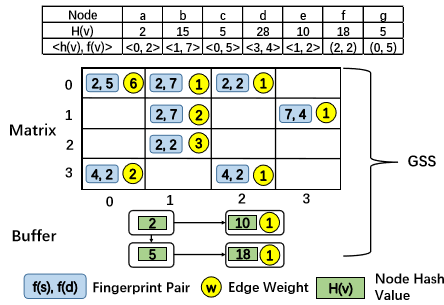 Node a b c d e f g
H(v) 2 15 5 28 10 18 5
<h(v), f(v)> <0, 2> <1, 7> <0, 5> <3, 4> <1, 2> (2, 2) (0, 5)
0 2, 5 6 2, 7 1 2, 2 1
1 2, 7 2 7, 4 1
Matrix
2 2, 2 3
GSS
3 4, 2 2 4, 2 1
0 1 2 3
2 10 1
Buffer
5 18 1
f(s), f(d) Fingerprint Pair w Edge Weight H(v) Node Hash
Value